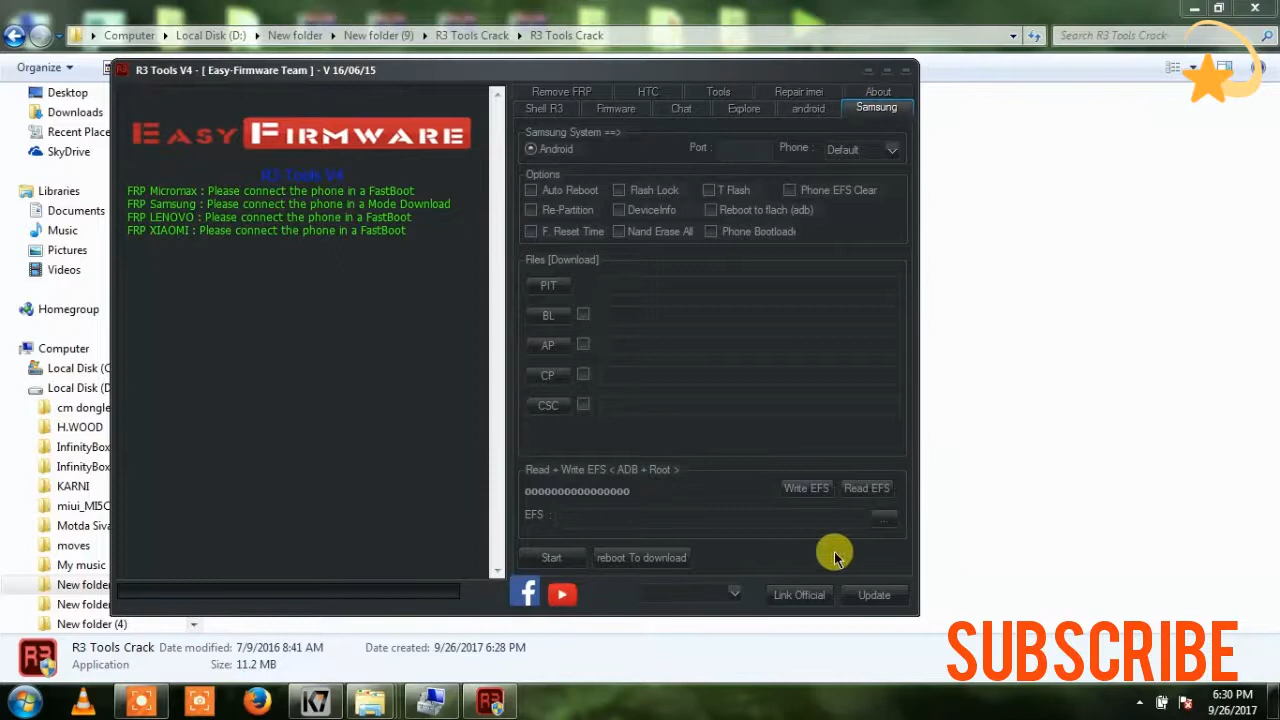 Computer
Local Disk (D:)
New folder
New folder (9)
R3 Tools Crack
R3 Tools Crack
Search R3 Tools Crack
Organize
R3 Tools V4 - [ Easy-Firmware Team ] - V 16/06/15
Desktop
Downloads
Recent Place
SkyDrive
Libraries
Documents
Music
Pictures
Videos
Homegroup
Computer
Local Disk (C
Local Disk (D
cm dongle
H.WOOD
InfinityBox
InfinityBox
KARNI
miui_MI5C
Motda Siva
moves
My music
New folder
New folder
New folder (4)
EASY FIRMWARE
R3 Tools V4
FRP Micromax : Please connect the phone in a FastBoot
FRP Samsung : Please connect the phone in a Mode Download
FRP LENOVO : Please connect the phone in a FastBoot
FRP XIAOMI : Please connect the phone in a FastBoot
Remove FRP
HTC
Tools
Repair imei
About
Shell R3
Firmware
Chat
Explore
android
Samsung
Samsung System ==>
Android
Port :
Phone :
Default
Options
Auto Reboot
Flash Lock
T Flash
Phone EFS Clear
Re-Partition
DeviceInfo
Reboot to flach (adb)
F. Reset Time
Nand Erase All
Phone Bootloade
Files [Download]
PIT
BL
AP
CP
CSC
Read + Write EFS < ADB + Root >
000000000000000
Write EFS
Read EFS
EFS :
...
Start
reboot To download
Link Official
Update
R3 Tools Crack
Date modified: 7/9/2016 8:41 AM
Date created: 9/26/2017 6:28 PM
Application
Size: 11.2 MB
SUBSCRIBE
6:30 PM
9/26/2017